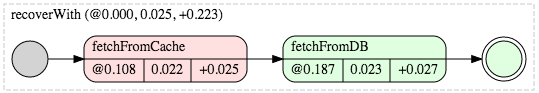 recoverWith (@0.000, 0.025, +0.223)
fetchFromCache
@0.108 0.022 +0.025
fetchFromDB
@0.187 0.023 +0.027